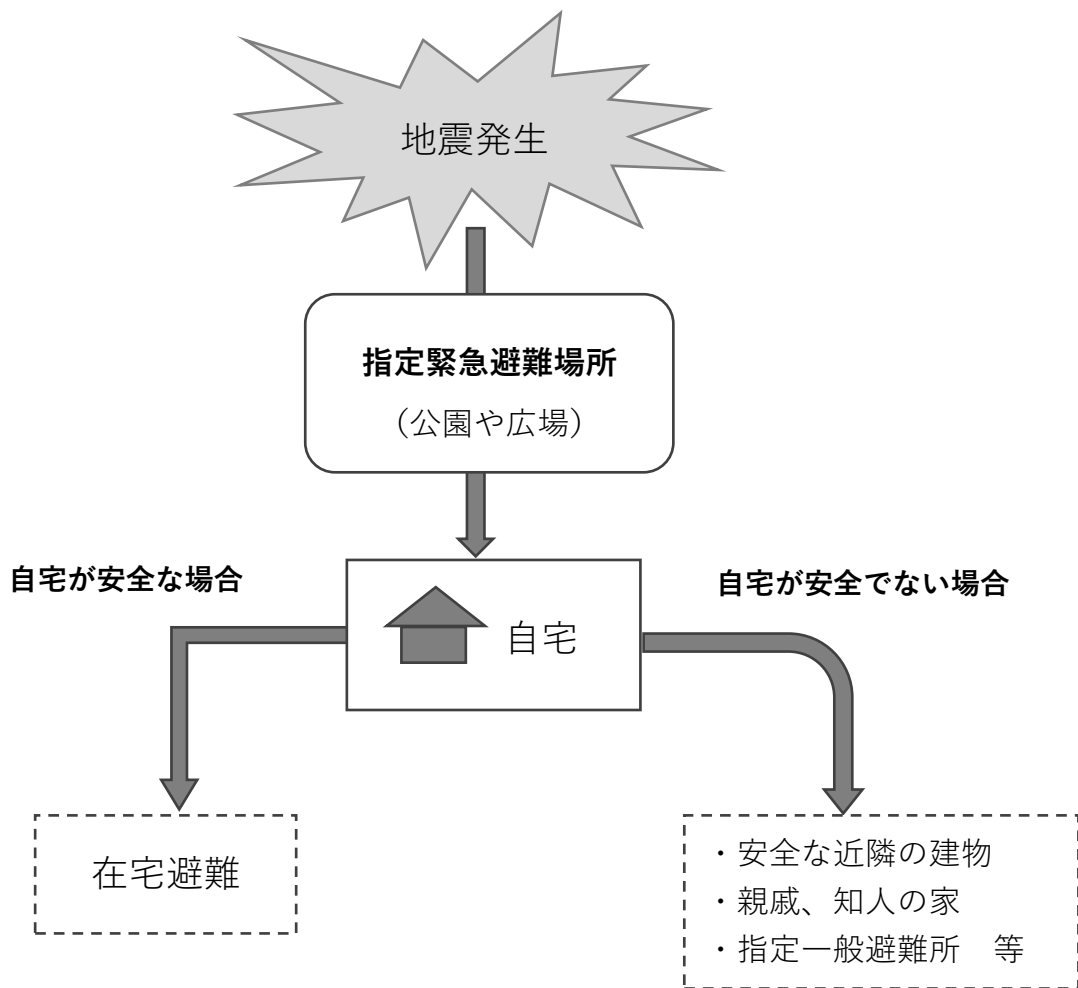 地震発生
指定緊急避難場所
（公園や広場）
自宅が安全な場合
自宅が安全でない場合
自宅
在宅避難
・安全な近隣の建物
・親戚、知人の家
・指定一般避難所　等